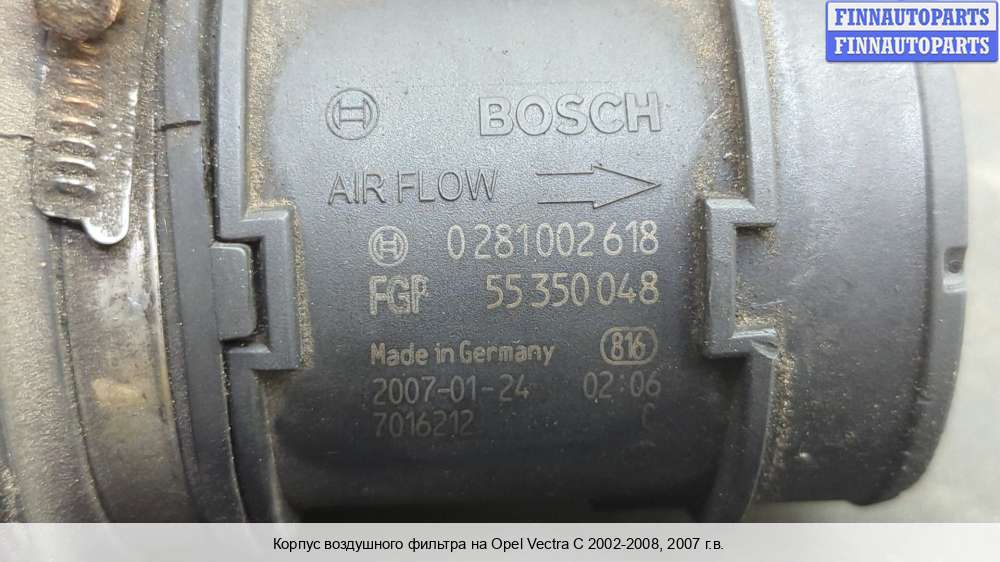 FINNAUTOPARTS
FINNAUTOPARTS
BOSCH
AIR FLOW
0 281 002 618
FGP 55 350 048
Made in Germany 816
2007-01-24 02:06
7016212 C
Корпус воздушного фильтра на Opel Vectra C 2002-2008, 2007 г.в.